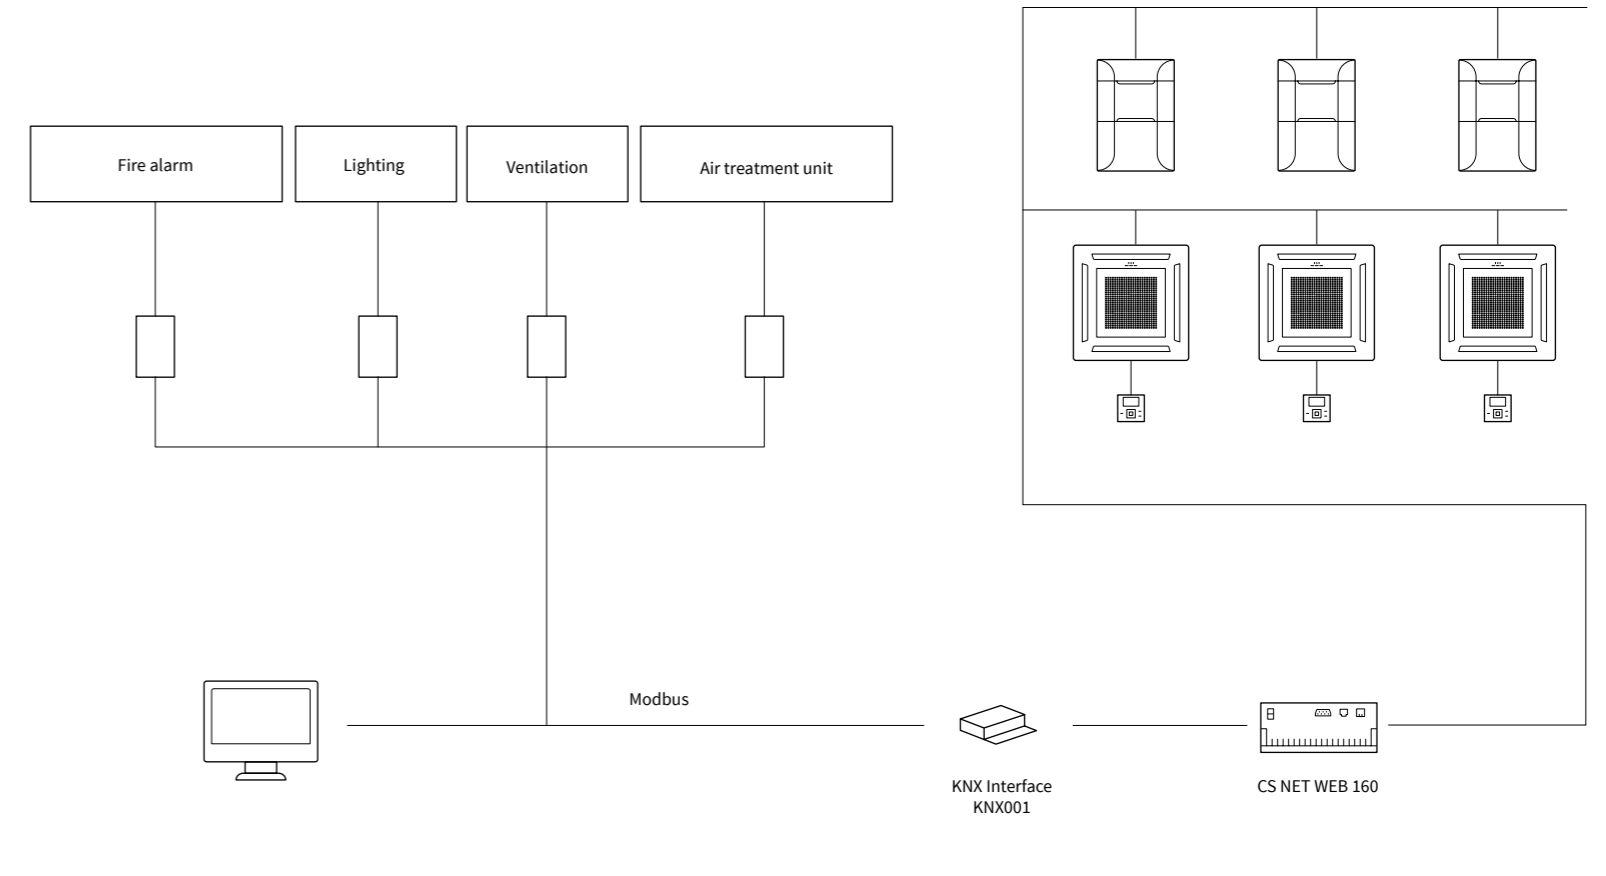 Fire alarm
Lighting
Ventilation
Air treatment unit
Modbus
KNX Interface
KNX001
CS NET WEB 160